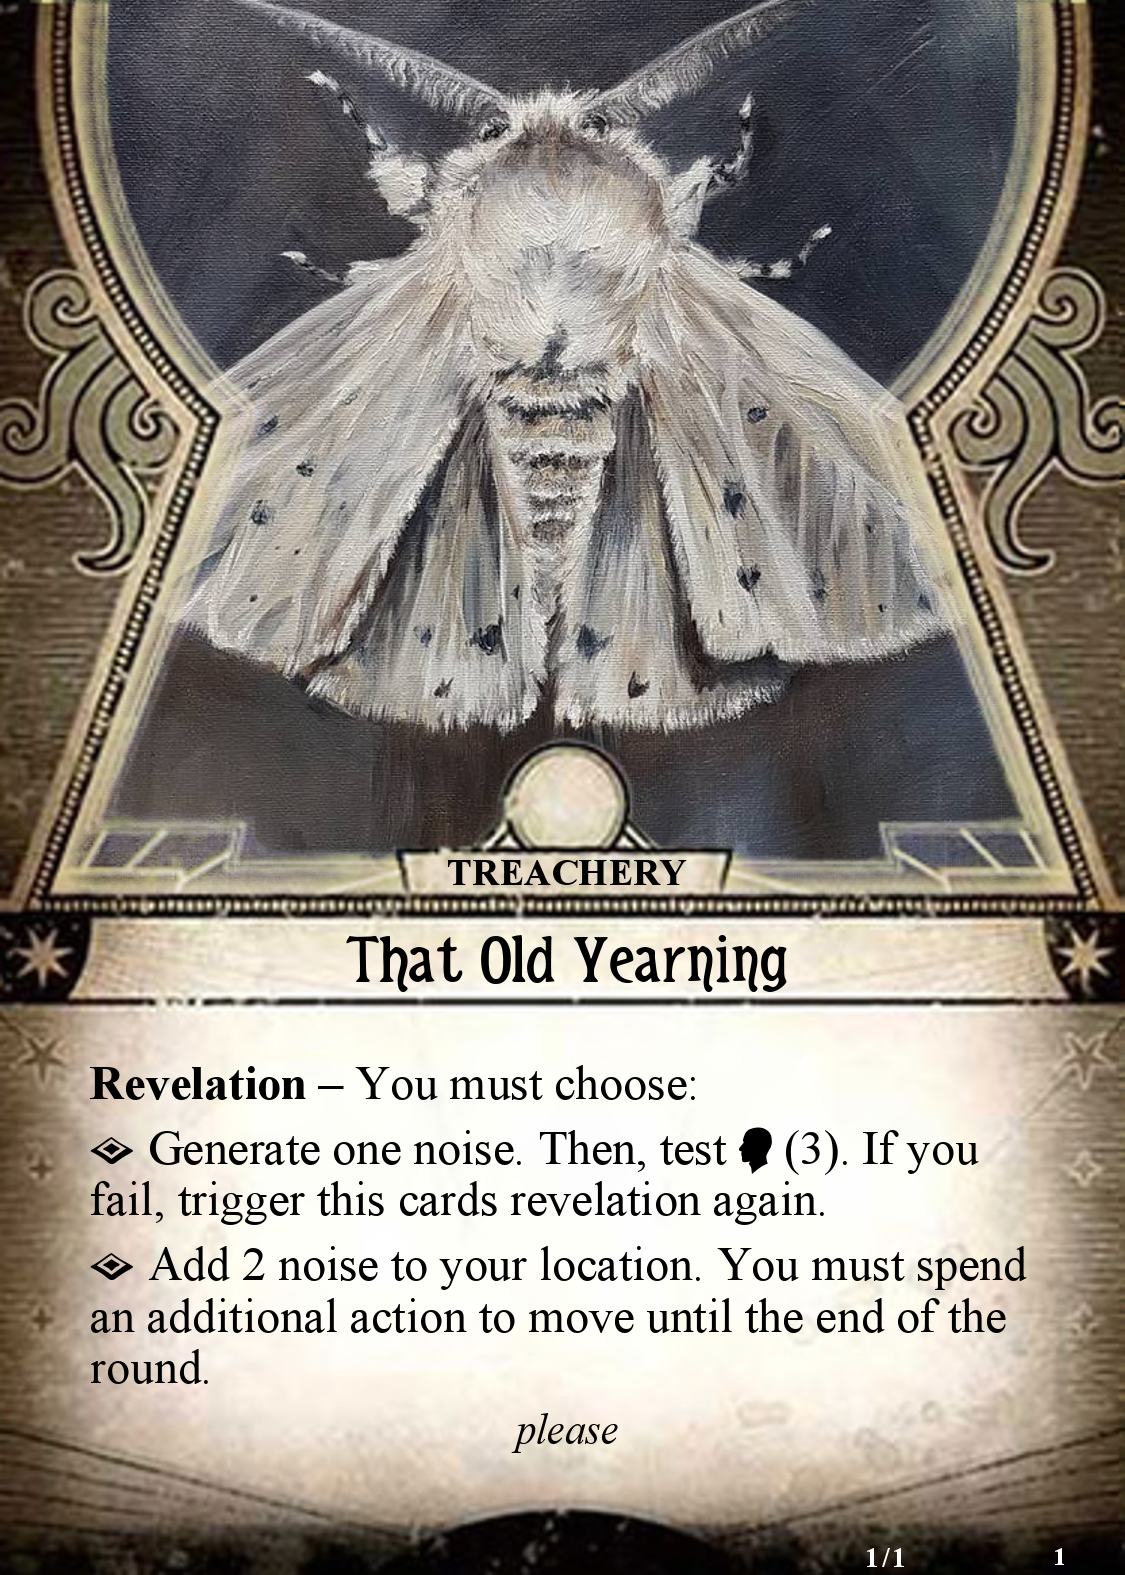 TREACHERY
That Old Yearning
Revelation – You must choose:
Generate one noise. Then, test (3). If you
fail, trigger this cards revelation again.
Add 2 noise to your location. You must spend
an additional action to move until the end of the
round.
please
1/1 1